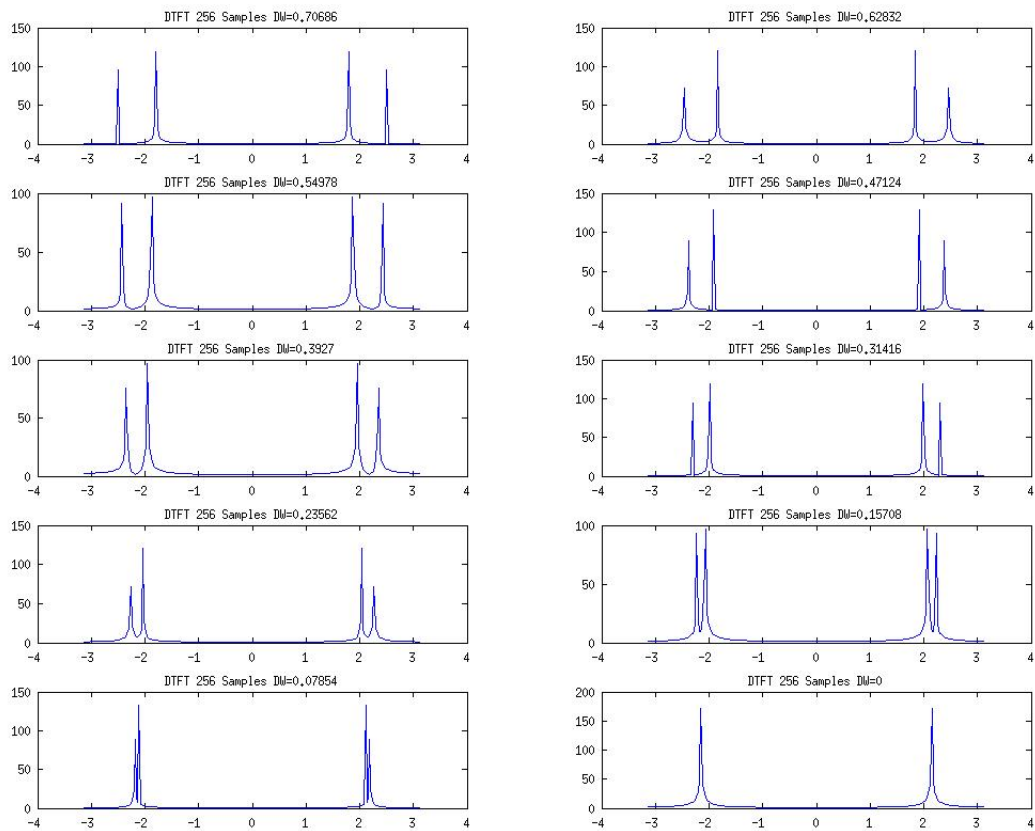 DTFT 256 Samples DW=0.70686
150
100
50
0
-4 -3 -2 -1 0 1 2 3 4
DTFT 256 Samples DW=0.62832
150
100
50
0
-4 -3 -2 -1 0 1 2 3 4
DTFT 256 Samples DW=0.54978
100
50
0
-4 -3 -2 -1 0 1 2 3 4
DTFT 256 Samples DW=0.47124
150
100
50
0
-4 -3 -2 -1 0 1 2 3 4
DTFT 256 Samples DW=0.3927
100
50
0
-4 -3 -2 -1 0 1 2 3 4
DTFT 256 Samples DW=0.31416
150
100
50
0
-4 -3 -2 -1 0 1 2 3 4
DTFT 256 Samples DW=0.23562
150
100
50
0
-4 -3 -2 -1 0 1 2 3 4
DTFT 256 Samples DW=0.15708
100
50
0
-4 -3 -2 -1 0 1 2 3 4
DTFT 256 Samples DW=0.07854
150
100
50
0
-4 -3 -2 -1 0 1 2 3 4
DTFT 256 Samples DW=0
200
150
100
50
0
-4 -3 -2 -1 0 1 2 3 4